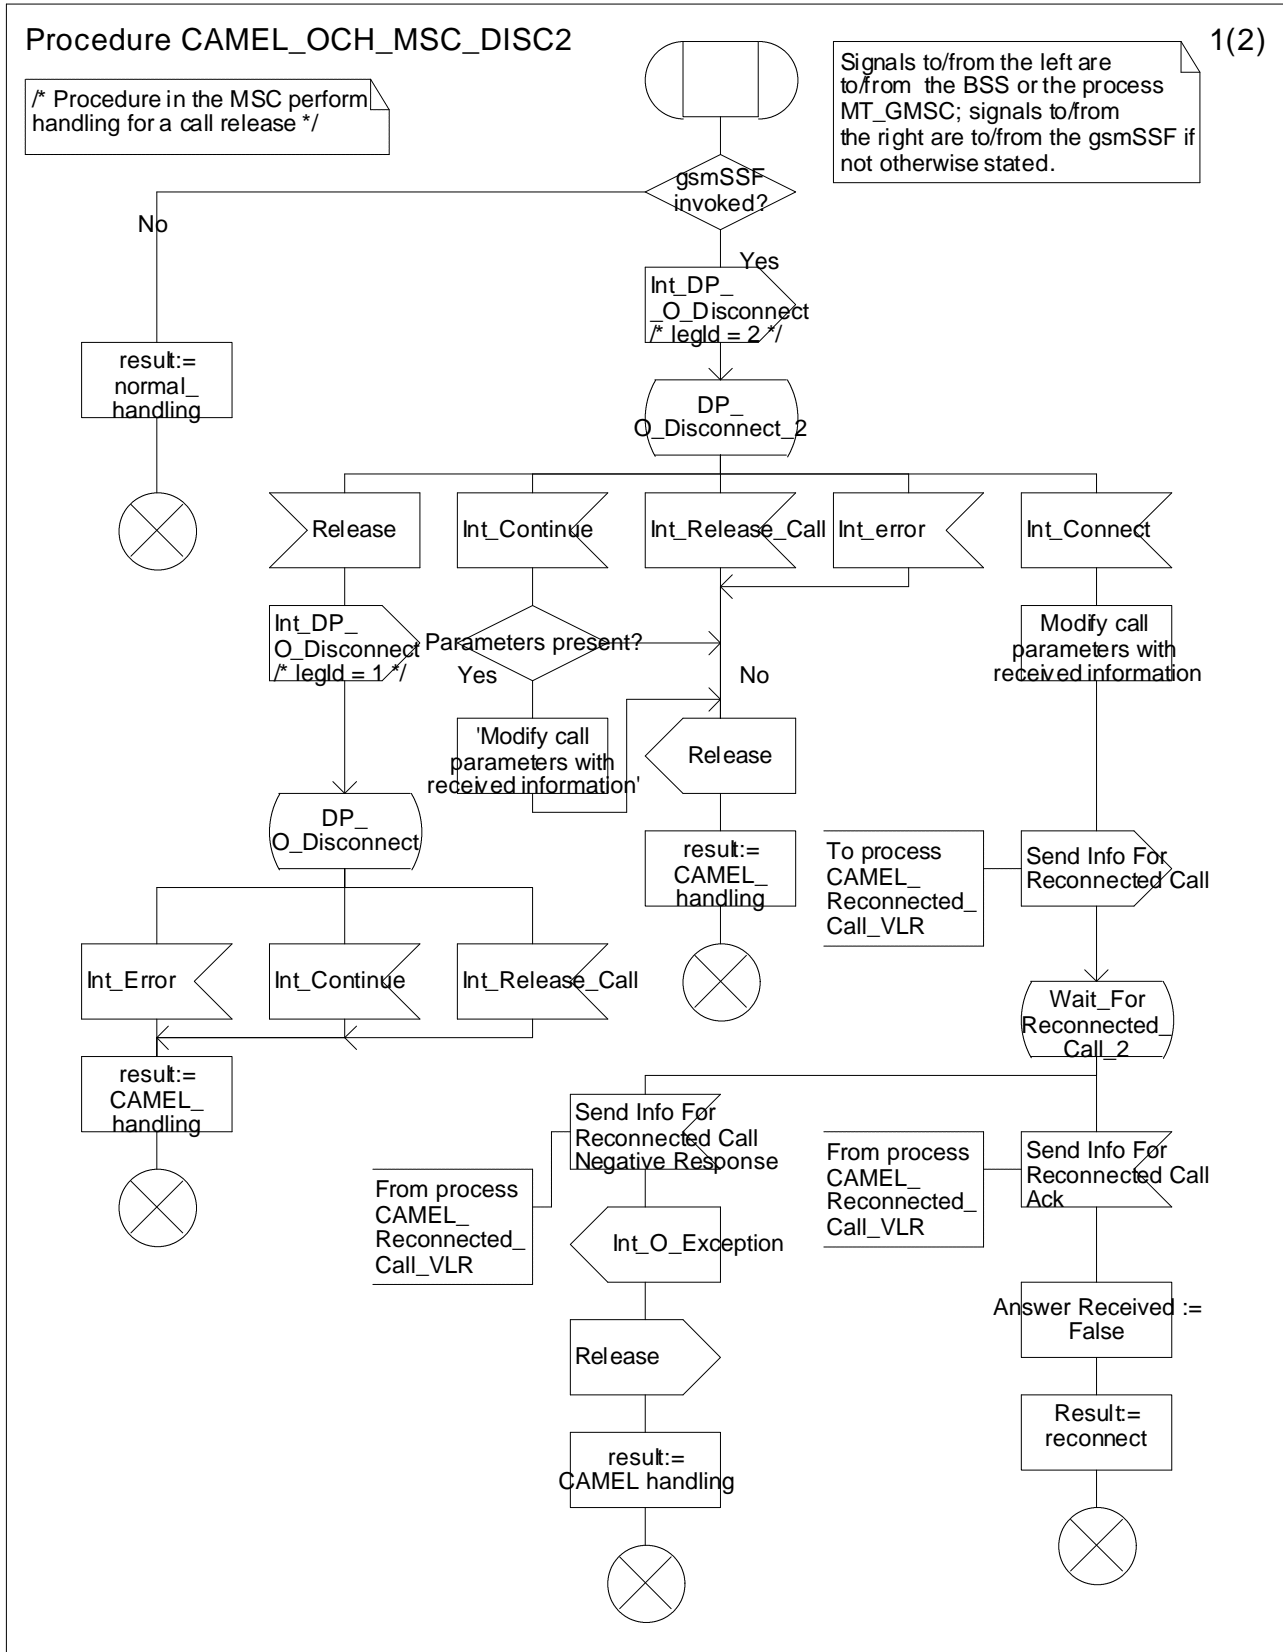 Procedure CAMEL_OCH_MSC_DISC2
1(2)
/* Procedure in the MSC perform
handling for a call release */
Signals to/from the left are
to/from the BSS or the process
MT_GMSC; signals to/from
the right are to/from the gsmSSF if
not otherwise stated.
gsmSSF
invoked?
No
Yes
Int_DP_
_O_Disconnect
/* legId = 2 */
result:=
normal_
handling
DP_
O_Disconnect_2
Release
Int_Continue
Int_Release_Call
Int_error
Int_Connect
Int_DP_
O_Disconnect
/* legId = 1 */
Parameters present?
Yes
No
Modify call
parameters with
received information
'Modify call
parameters with
received information'
Release
DP_
O_Disconnect
result:=
CAMEL_
handling
To process
CAMEL_
Reconnected_
Call_VLR
Send Info For
Reconnected Call
Int_Error
Int_Continue
Int_Release_Call
Wait_For
Reconnected_
Call_2
result:=
CAMEL_
handling
Send Info For
Reconnected Call
Negative Response
From process
CAMEL_
Reconnected_
Call_VLR
From process
CAMEL_
Reconnected_
Call_VLR
Send Info For
Reconnected Call
Ack
Int_O_Exception
Answer Received :=
False
Release
Result:=
reconnect
result:=
CAMEL handling